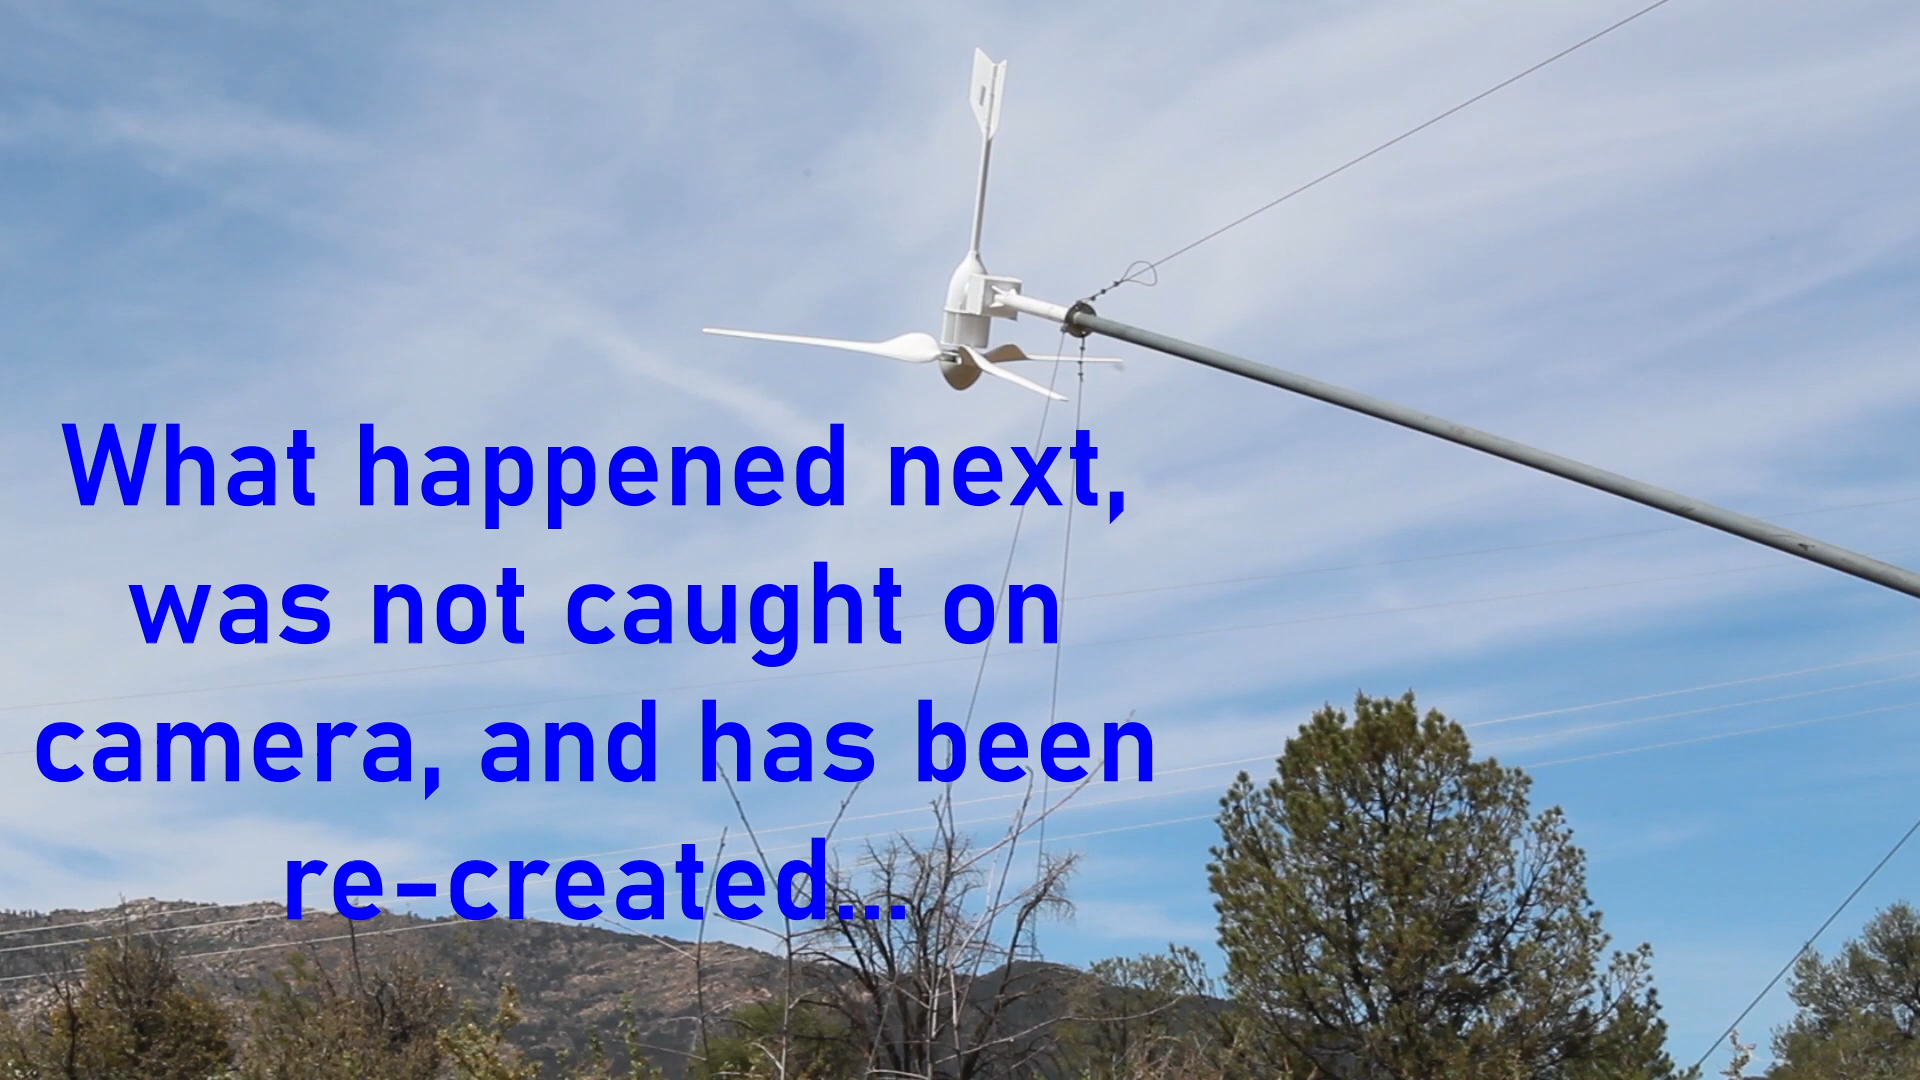 What happened next,
was not caught on
camera, and has been
re-created...